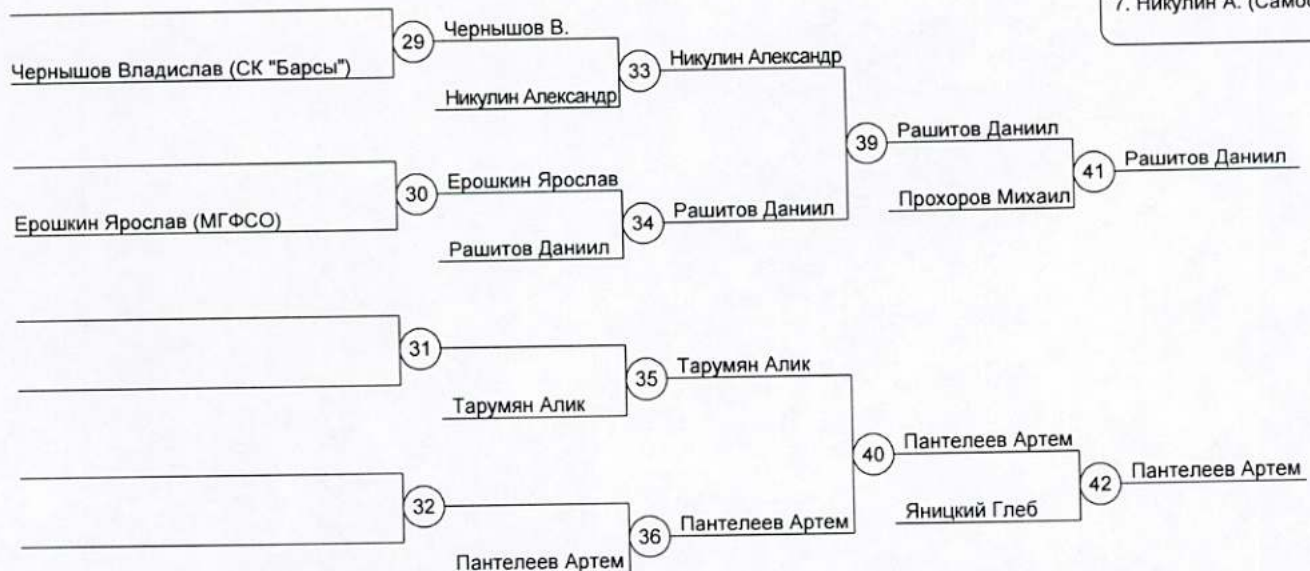 7. Никулин А.
29 Чернышов В.
Чернышов Владислав (СК "Барсы")
33 Никулин Александр
Никулин Александр
39 Рашитов Даниил
41 Рашитов Даниил
30 Ерошкин Ярослав
Прохоров Михаил
Ерошкин Ярослав (МГФСО)
34 Рашитов Даниил
Рашитов Даниил
31
35 Тарумян Алик
Тарумян Алик
40 Пантелеев Артем
42 Пантелеев Артем
32
Яницкий Глеб
36 Пантелеев Артем
Пантелеев Артем